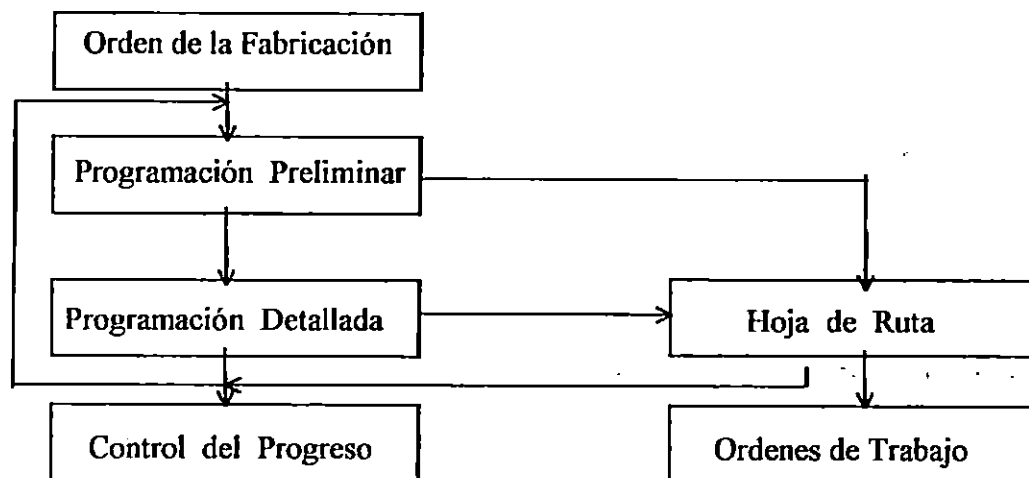 Orden de la Fabricación
Programación Preliminar
Programación Detallada
Hoja de Ruta
Control del Progreso
Ordenes de Trabajo